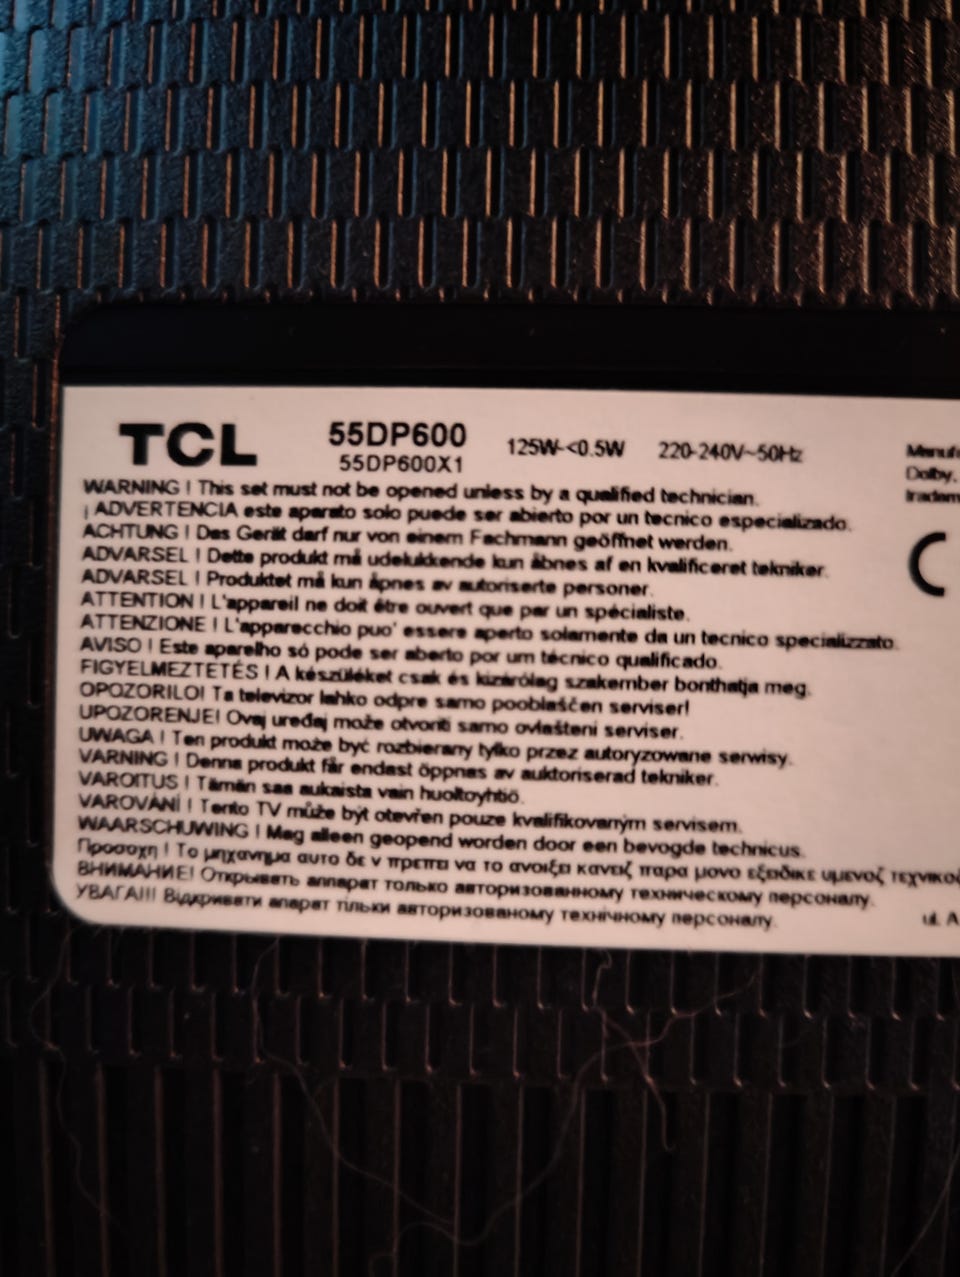 TCL
55DP600
55DP600X1
125W-<0.5W
220-240V~50Hz
WARNING ! This set must not be opened unless by a qualified technician.
¡ ADVERTENCIA este aparato solo puede ser abierto por un tecnico especializado.
ACHTUNG ! Das Gerät darf nur von einem Fachmann geöffnet werden.
ADVARSEL ! Dette produkt må udelukkende kun åbnes af en kvalificeret tekniker.
ADVARSEL ! Produktet må kun åpnes av autoriserte personer.
ATTENTION ! L'appareil ne doit être ouvert que par un spécialiste.
ATTENZIONE ! L'apparecchio puo' essere aperto solamente da un tecnico specializzato.
AVISO ! Este aparelho só pode ser aberto por um técnico qualificado.
FIGYELMEZTETÉS ! A készüléket csak és kizárólag szakember bonthatja meg.
OPOZORILO! Ta televizor lahko odpre samo pooblaščen serviser!
UPOZORENJE! Ovaj uređaj može otvoriti samo ovlašteni serviser.
UWAGA ! Ten produkt może być rozbierany tylko przez autoryzowane serwisy.
VARNING ! Denna produkt får endast öppnas av auktoriserad tekniker.
VAROITUS ! Tämän saa aukaista vain huoltoyhtiö.
VAROVÁNÍ ! Tento TV může být otevřen pouze kvalifikovaným servisem.
WAARSCHUWING ! Mag alleen geopend worden door een bevogde technicus.
Προσοχη ! Το μηχανημα αυτο δε ν πρεπει να το ανοιξει κανείζ παρα μονο εξειδικε υμενοζ τεχνικο
ВНИМАНИЕ! Открывать аппарат только авторизованному техническому персоналу.
УВАГА!!! Відкривати апарат тільки авторизованому технічному персоналу.
Dolby,
CE
ul. A